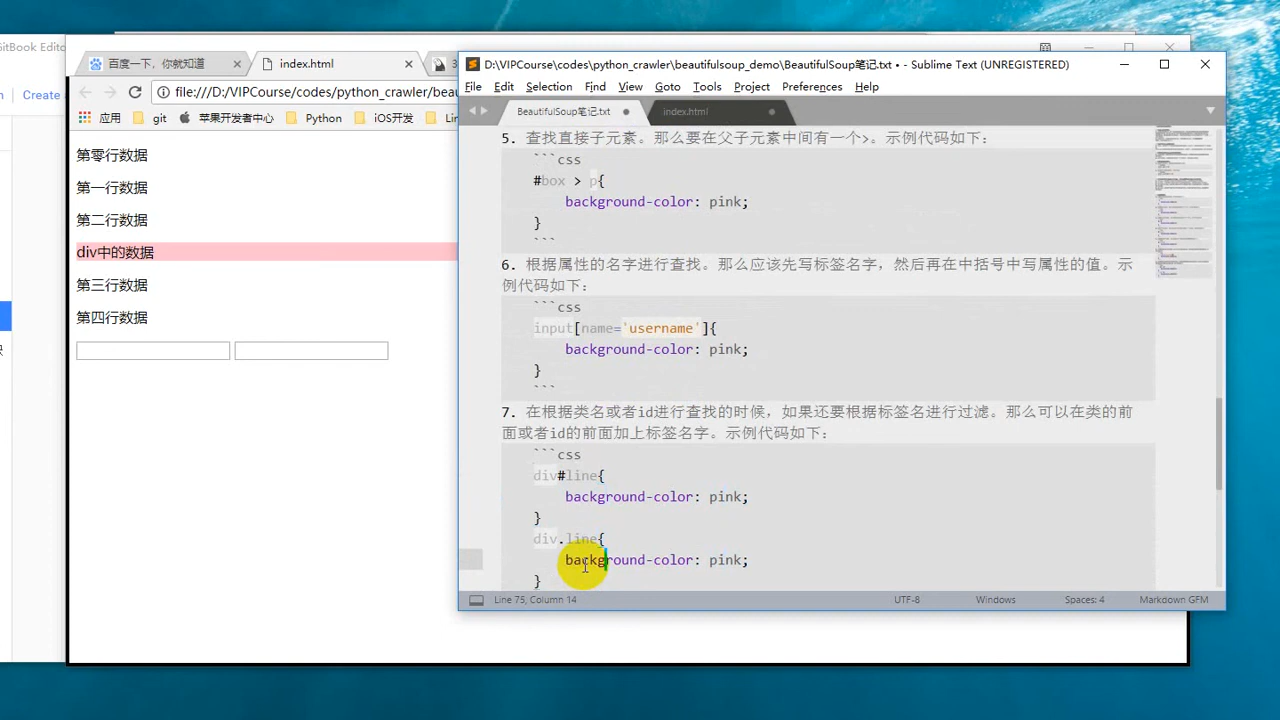 GitBook Edito
百度一下，你就知道
index.html
3
Create
file:///D:/VIPCourse/codes/python_crawler/beau
应用
git
苹果开发者中心
Python
iOS开发
Lin
第零行数据
第一行数据
第二行数据
div中的数据
第三行数据
第四行数据
D:\VIPCourse\codes\python_crawler\beautifulsoup_demo\BeautifulSoup笔记.txt • - Sublime Text (UNREGISTERED)
File Edit Selection Find View Goto Tools Project Preferences Help
BeautifulSoup笔记.txt
index.html
5. 查找直接子元素。那么要在父子元素中间有一个>。示例代码如下：
```css
#box > p{
background-color: pink;
}
```
6. 根据属性的名字进行查找。那么应该先写标签名字，然后再在中括号中写属性的值。示
例代码如下：
```css
input[name='username']{
background-color: pink;
}
```
7. 在根据类名或者id进行查找的时候，如果还要根据标签名进行过滤。那么可以在类的前
面或者id的前面加上标签名字。示例代码如下：
```css
div#line{
background-color: pink;
}
div.line{
background-color: pink;
}
Line 75, Column 14
UTF-8
Windows
Spaces: 4
Markdown GFM